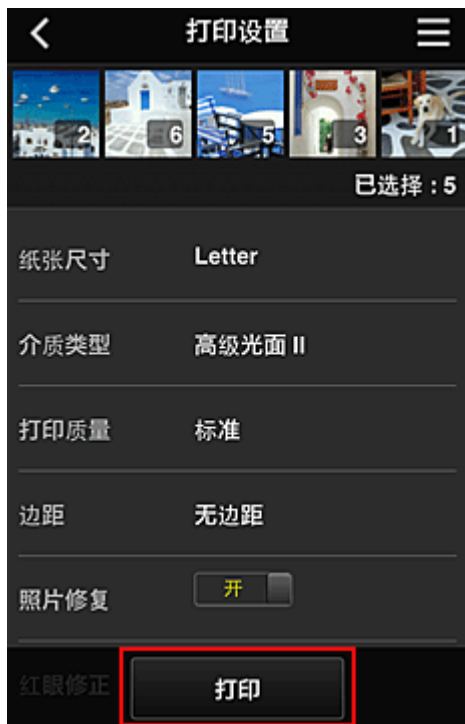 打印设置
2 6 5 3 1
已选择：5
纸张尺寸 Letter
介质类型 高级光面 II
打印质量 标准
边距 无边距
照片修复 开
红眼修正 打印